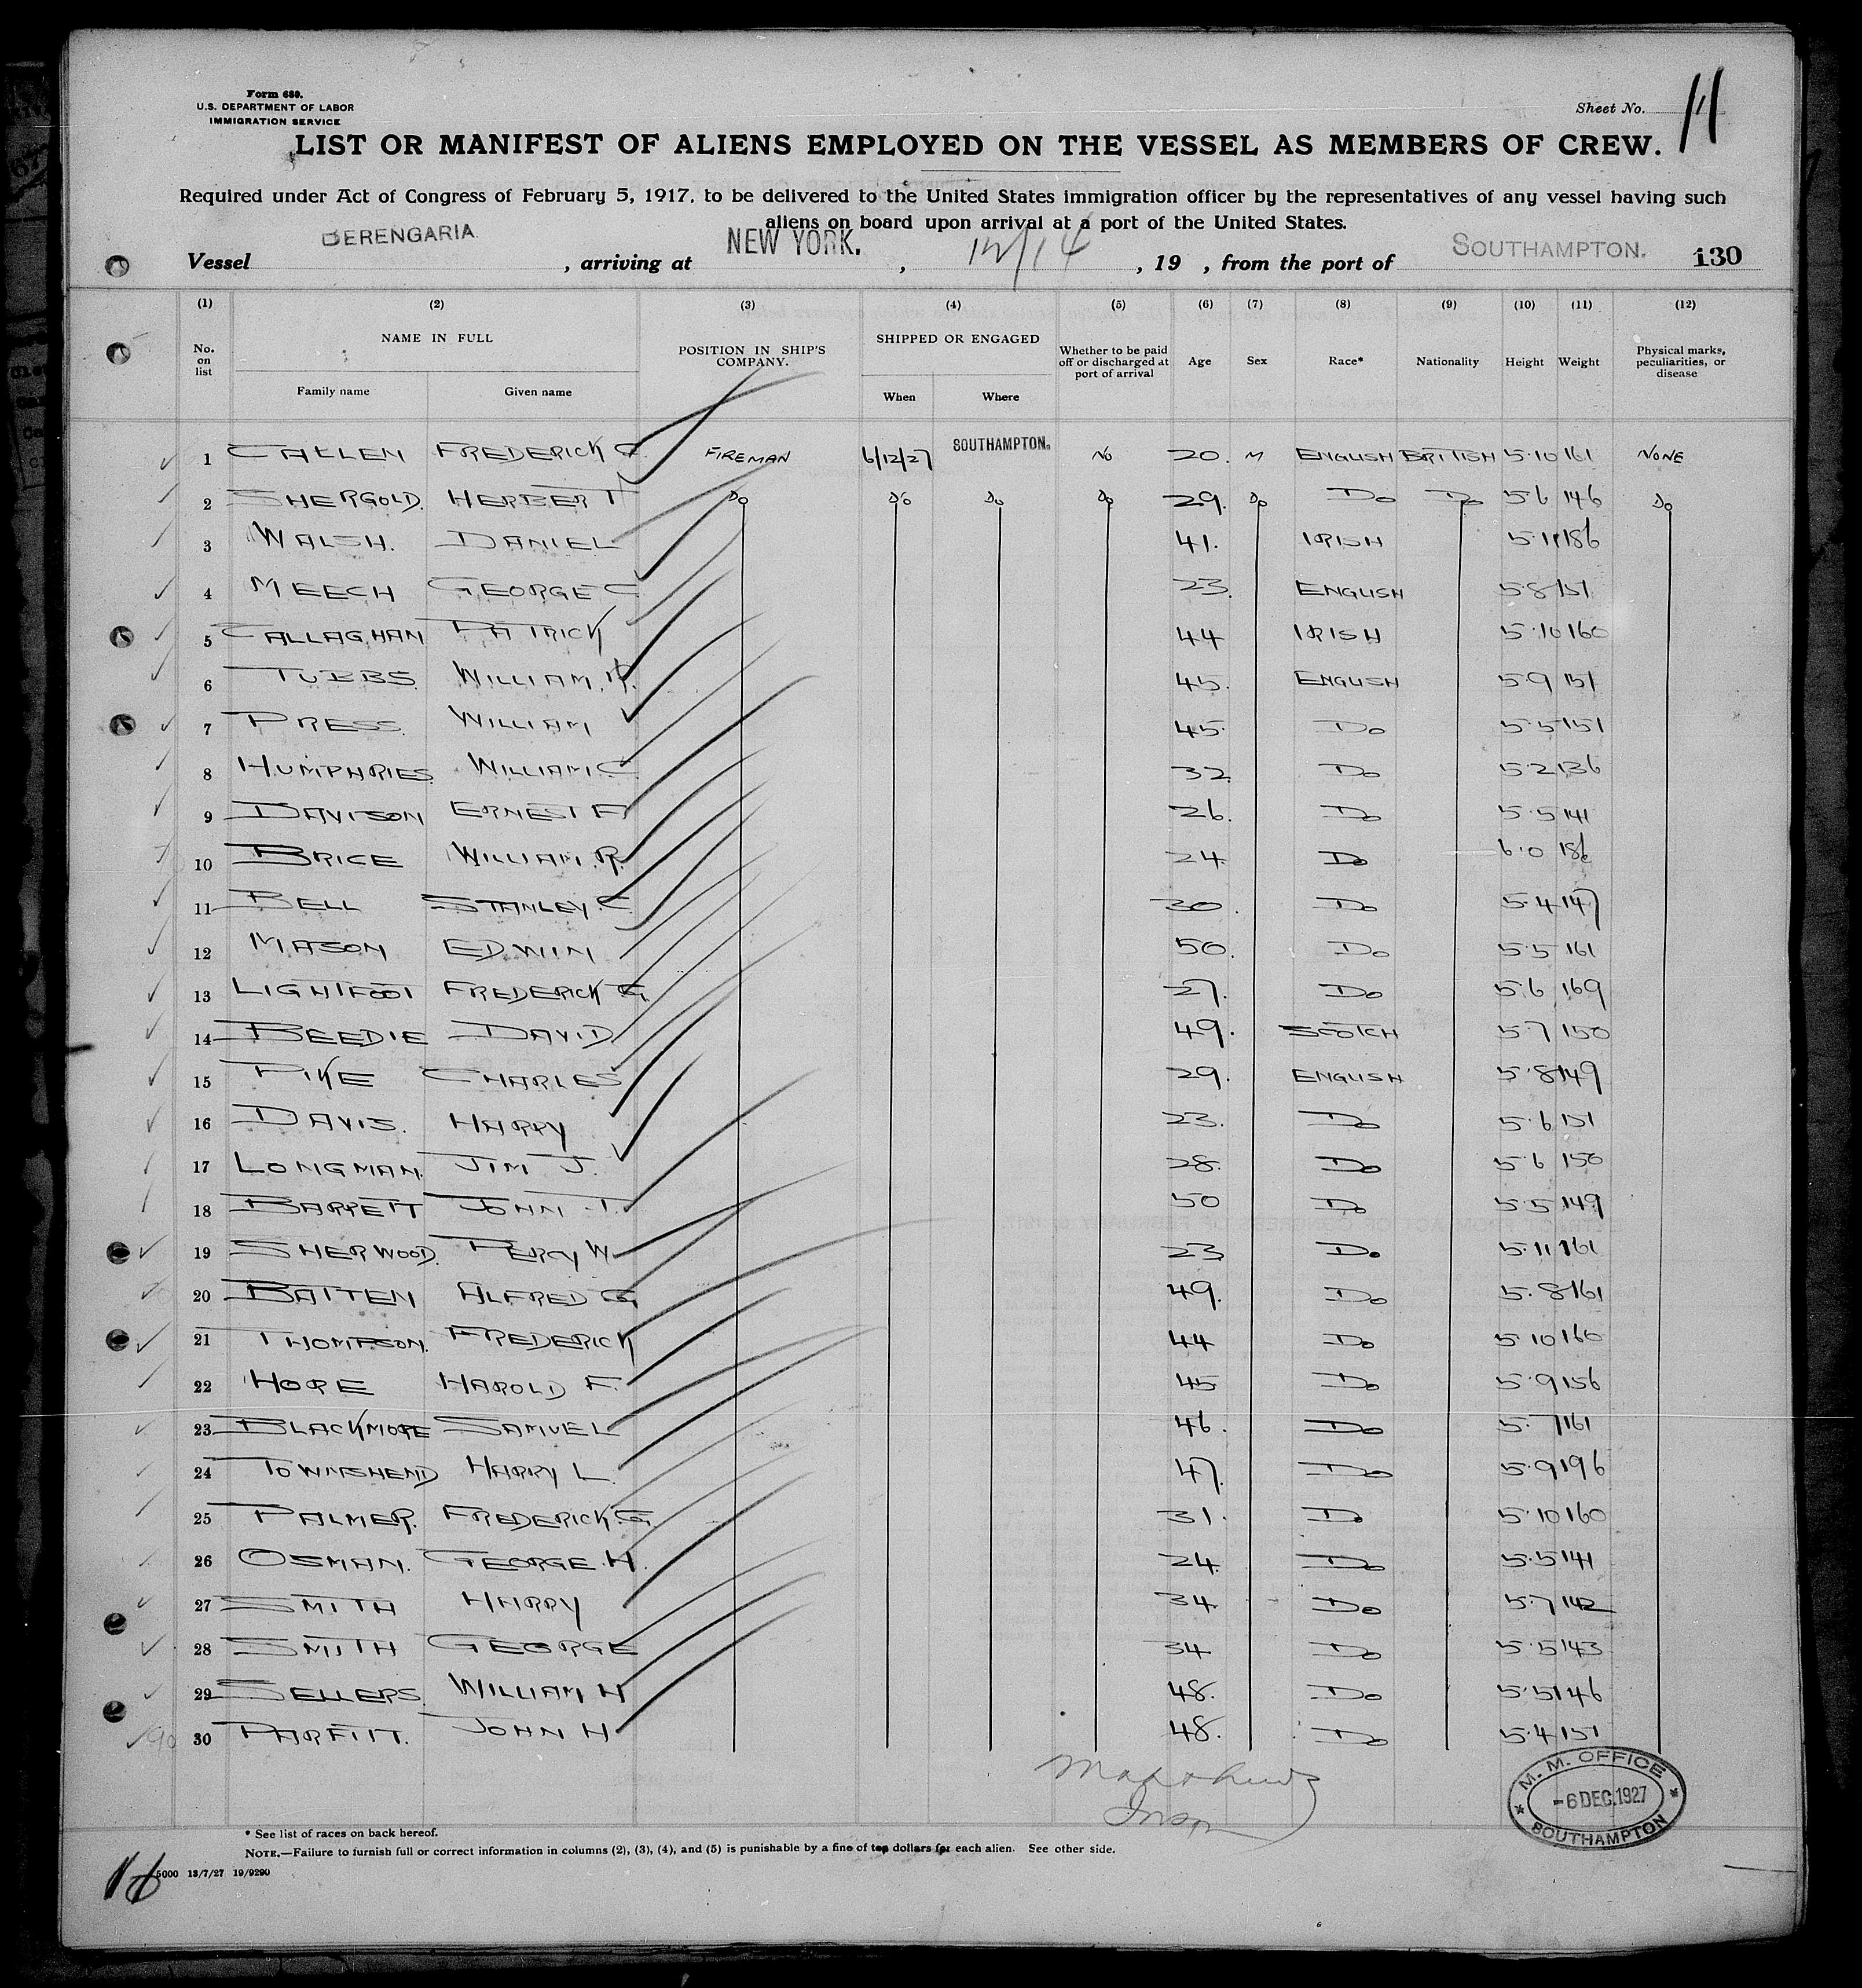 Form 680.
U.S. DEPARTMENT OF LABOR
IMMIGRATION SERVICE
Sheet No. 11
LIST OR MANIFEST OF ALIENS EMPLOYED ON THE VESSEL AS MEMBERS OF CREW.
Required under Act of Congress of February 5, 1917, to be delivered to the United States immigration officer by the representatives of any vessel having such
aliens on board upon arrival at a port of the United States.
Vessel BERENGARIA, arriving at NEW YORK., 12/14, 19 , from the port of SOUTHAMPTON. 130
(1) (2) (3) (4) (5) (6) (7) (8) (9) (10) (11) (12)
No. on list NAME IN FULL POSITION IN SHIP'S COMPANY. SHIPPED OR ENGAGED Whether to be paid off or discharged at port of arrival Age Sex Race* Nationality Height Weight Physical marks, peculiarities, or disease
Family name Given name When Where
1 FREDERICK FIREMAN 6/12/27 SOUTHAMPTON. No 20. M ENGLISH BRITISH 5.10 161 NONE
2 SHERGOLD. HERBERT Do Do Do Do 29. Do Do Do 5.6 146 Do
3 WALSH. DANIEL 41. IRISH 5.11 186
4 MEECH GEORGE C 23. ENGLISH 5.8 151
5 CALLAGHAN PATRICK 44 IRISH 5.10 160
6 TUBBS. WILLIAM. 45. ENGLISH 5.9 151
7 PRESS. WILLIAM 45. Do 5.5 151
8 HUMPHRIES. WILLIAM C. 32. Do 5.2 136
9 DAVISON ERNEST A 26. Do 5.5 141
10 BRICE WILLIAM. R. 24. Do 6.0 186
11 BELL STANLEY. C. 30. Do 5.4 147
12 MASON EDWIN 50. Do 5.5 161
13 LIGHTFOOT FREDERICK G. 27. Do 5.6 169
14 BEEDIE DAVID 49. SCOTCH 5.7 150
15 PIKE CHARLES 29. ENGLISH 5.8 149
16 DAVIS. HARRY 23. Do 5.6 151
17 LONGMAN. JIM J. 28. Do 5.6 150
18 BARRETT JOHN T. 50 Do 5.5 149
19 SHERWOOD. PERCY W 23 Do 5.11 161
20 BATTEN ALFRED G 49. Do 5.8 161
21 THOMPSON. FREDERICK 44 Do 5.10 160
22 HOPE HAROLD F. 45 Do 5.9 156
23 BLACKMORE SAMUEL 46. Do 5.7 161
24 TOWNSHEND HARRY L. 47. Do 5.9 196
25 PALMER. FREDERICK. G. 31. Do 5.10 160
26 OSMAN. GEORGE. H. 24. Do 5.5 141
27 SMITH HARRY 34. Do 5.7 142
28 SMITH GEORGE 34 Do 5.5 143
29 SELLERS. WILLIAM H 48. Do 5.5 146
30 PARFITT. JOHN H 48. Do 5.4 151
M. M. OFFICE
-6 DEC. 1927
SOUTHAMPTON
* See list of races on back hereof.
NOTE.—Failure to furnish full or correct information in columns (2), (3), (4), and (5) is punishable by a fine of ten dollars for each alien. See other side.
5000 13/7/27 19/9290